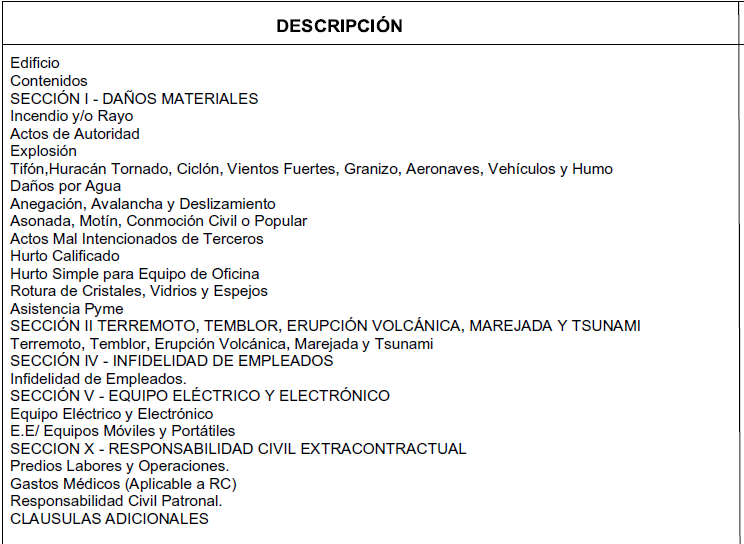 DESCRIPCIÓN
Edificio
Contenidos
SECCIÓN I - DAÑOS MATERIALES
Incendio y/o Rayo
Actos de Autoridad
Explosión
Tifón,Huracán Tornado, Ciclón, Vientos Fuertes, Granizo, Aeronaves, Vehículos y Humo
Daños por Agua
Anegación, Avalancha y Deslizamiento
Asonada, Motín, Conmoción Civil o Popular
Actos Mal Intencionados de Terceros
Hurto Calificado
Hurto Simple para Equipo de Oficina
Rotura de Cristales, Vidrios y Espejos
Asistencia Pyme
SECCIÓN II TERREMOTO, TEMBLOR, ERUPCIÓN VOLCÁNICA, MAREJADA Y TSUNAMI
Terremoto, Temblor, Erupción Volcánica, Marejada y Tsunami
SECCIÓN IV - INFIDELIDAD DE EMPLEADOS
Infidelidad de Empleados.
SECCIÓN V - EQUIPO ELÉCTRICO Y ELECTRÓNICO
Equipo Eléctrico y Electrónico
E.E/ Equipos Móviles y Portátiles
SECCION X - RESPONSABILIDAD CIVIL EXTRACONTRACTUAL
Predios Labores y Operaciones.
Gastos Médicos (Aplicable a RC)
Responsabilidad Civil Patronal.
CLAUSULAS ADICIONALES